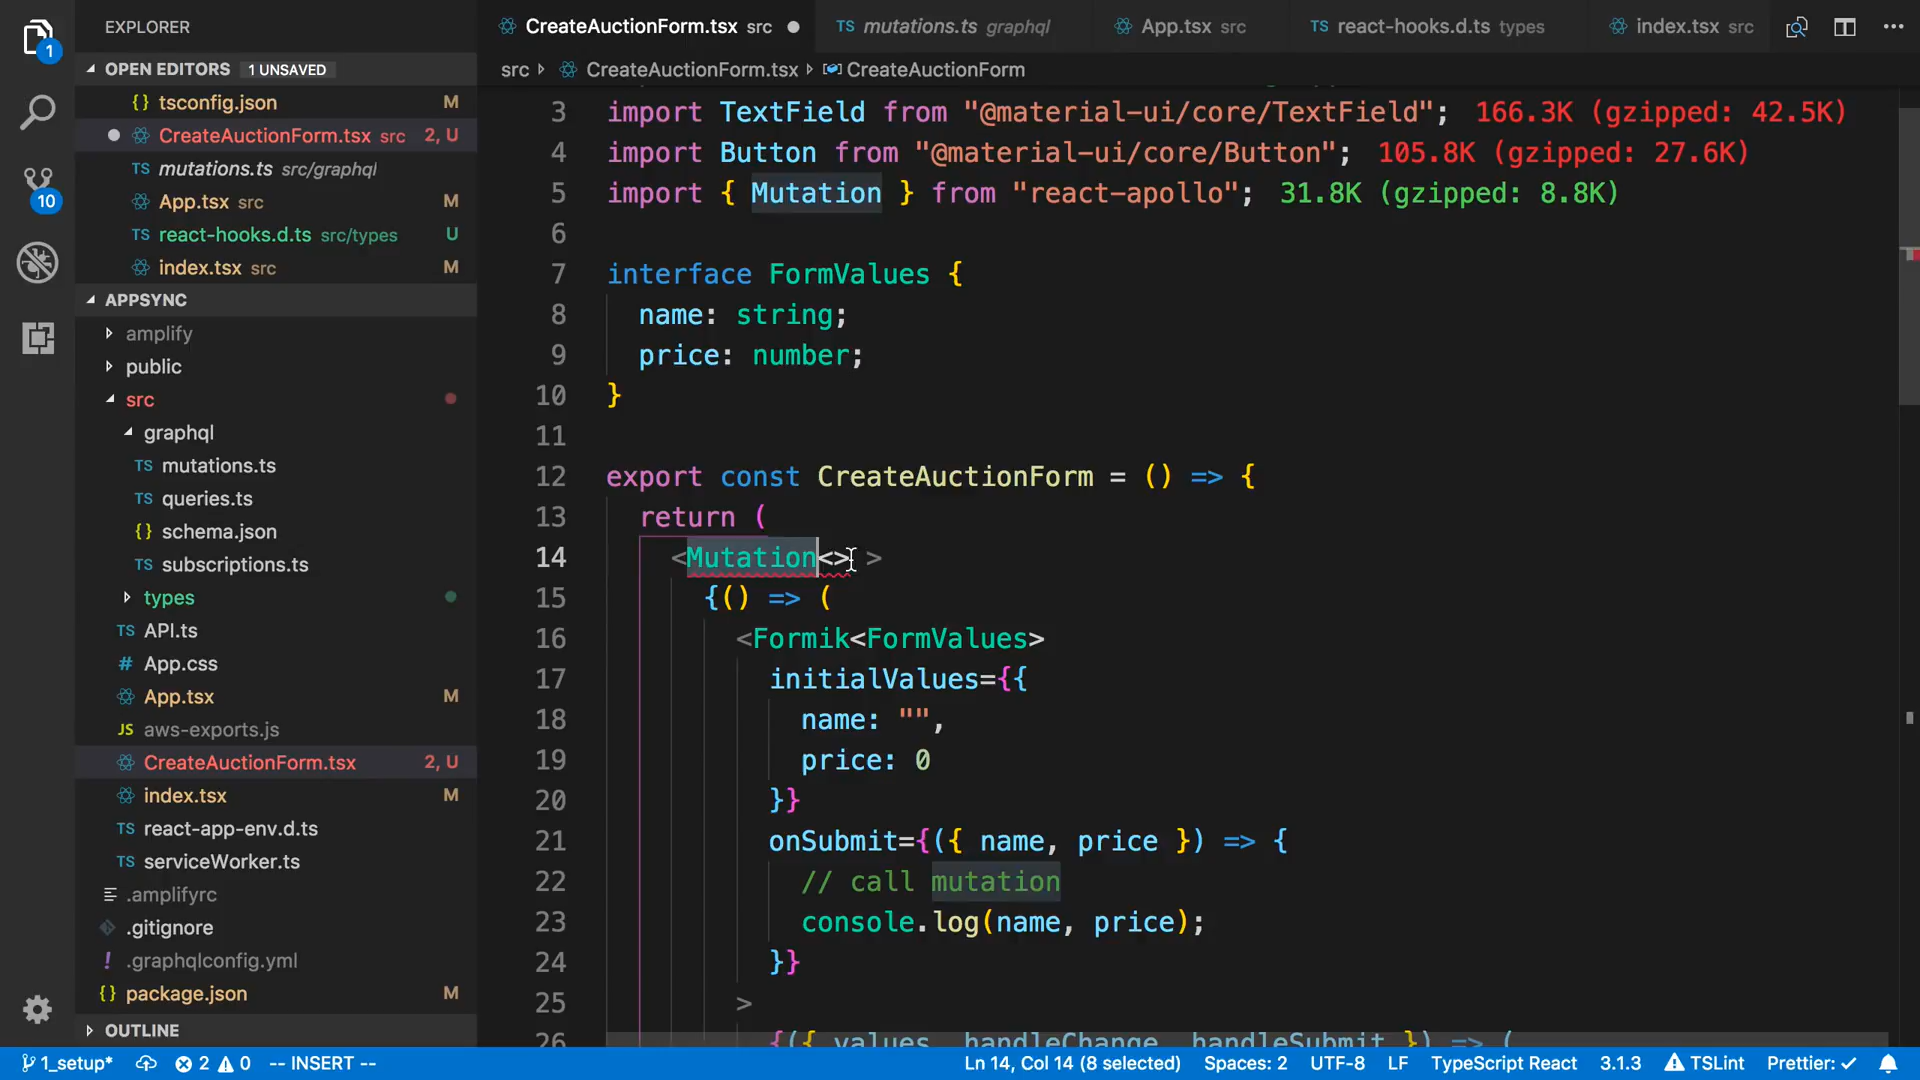 EXPLORER
OPEN EDITORS 1 UNSAVED
{} tsconfig.json M
CreateAuctionForm.tsx src 2, U
TS mutations.ts src/graphql
App.tsx src M
TS react-hooks.d.ts src/types U
index.tsx src M
APPSYNC
amplify
public
src
graphql
TS mutations.ts
TS queries.ts
{} schema.json
TS subscriptions.ts
types
TS API.ts
# App.css
App.tsx M
JS aws-exports.js
CreateAuctionForm.tsx 2, U
index.tsx M
TS react-app-env.d.ts
TS serviceWorker.ts
.amplifyrc
.gitignore
! .graphqlconfig.yml
{} package.json M
OUTLINE
1
10
CreateAuctionForm.tsx src
TS mutations.ts graphql
App.tsx src
TS react-hooks.d.ts types
index.tsx src
src CreateAuctionForm.tsx CreateAuctionForm
3 import TextField from "@material-ui/core/TextField"; 166.3K (gzipped: 42.5K)
4 import Button from "@material-ui/core/Button"; 105.8K (gzipped: 27.6K)
5 import { Mutation } from "react-apollo"; 31.8K (gzipped: 8.8K)
6
7 interface FormValues {
8 name: string;
9 price: number;
10 }
11
12 export const CreateAuctionForm = () => {
13 return (
14 <Mutation<> >
15 {() => (
16 <Formik<FormValues>
17 initialValues={{
18 name: "",
19 price: 0
20 }}
21 onSubmit={({ name, price }) => {
22 // call mutation
23 console.log(name, price);
24 }}
25 >
26 {({ values, handleChange, handleSubmit }) => (
1_setup* 2 0 -- INSERT -- Ln 14, Col 14 (8 selected) Spaces: 2 UTF-8 LF TypeScript React 3.1.3 TSLint Prettier: ✓